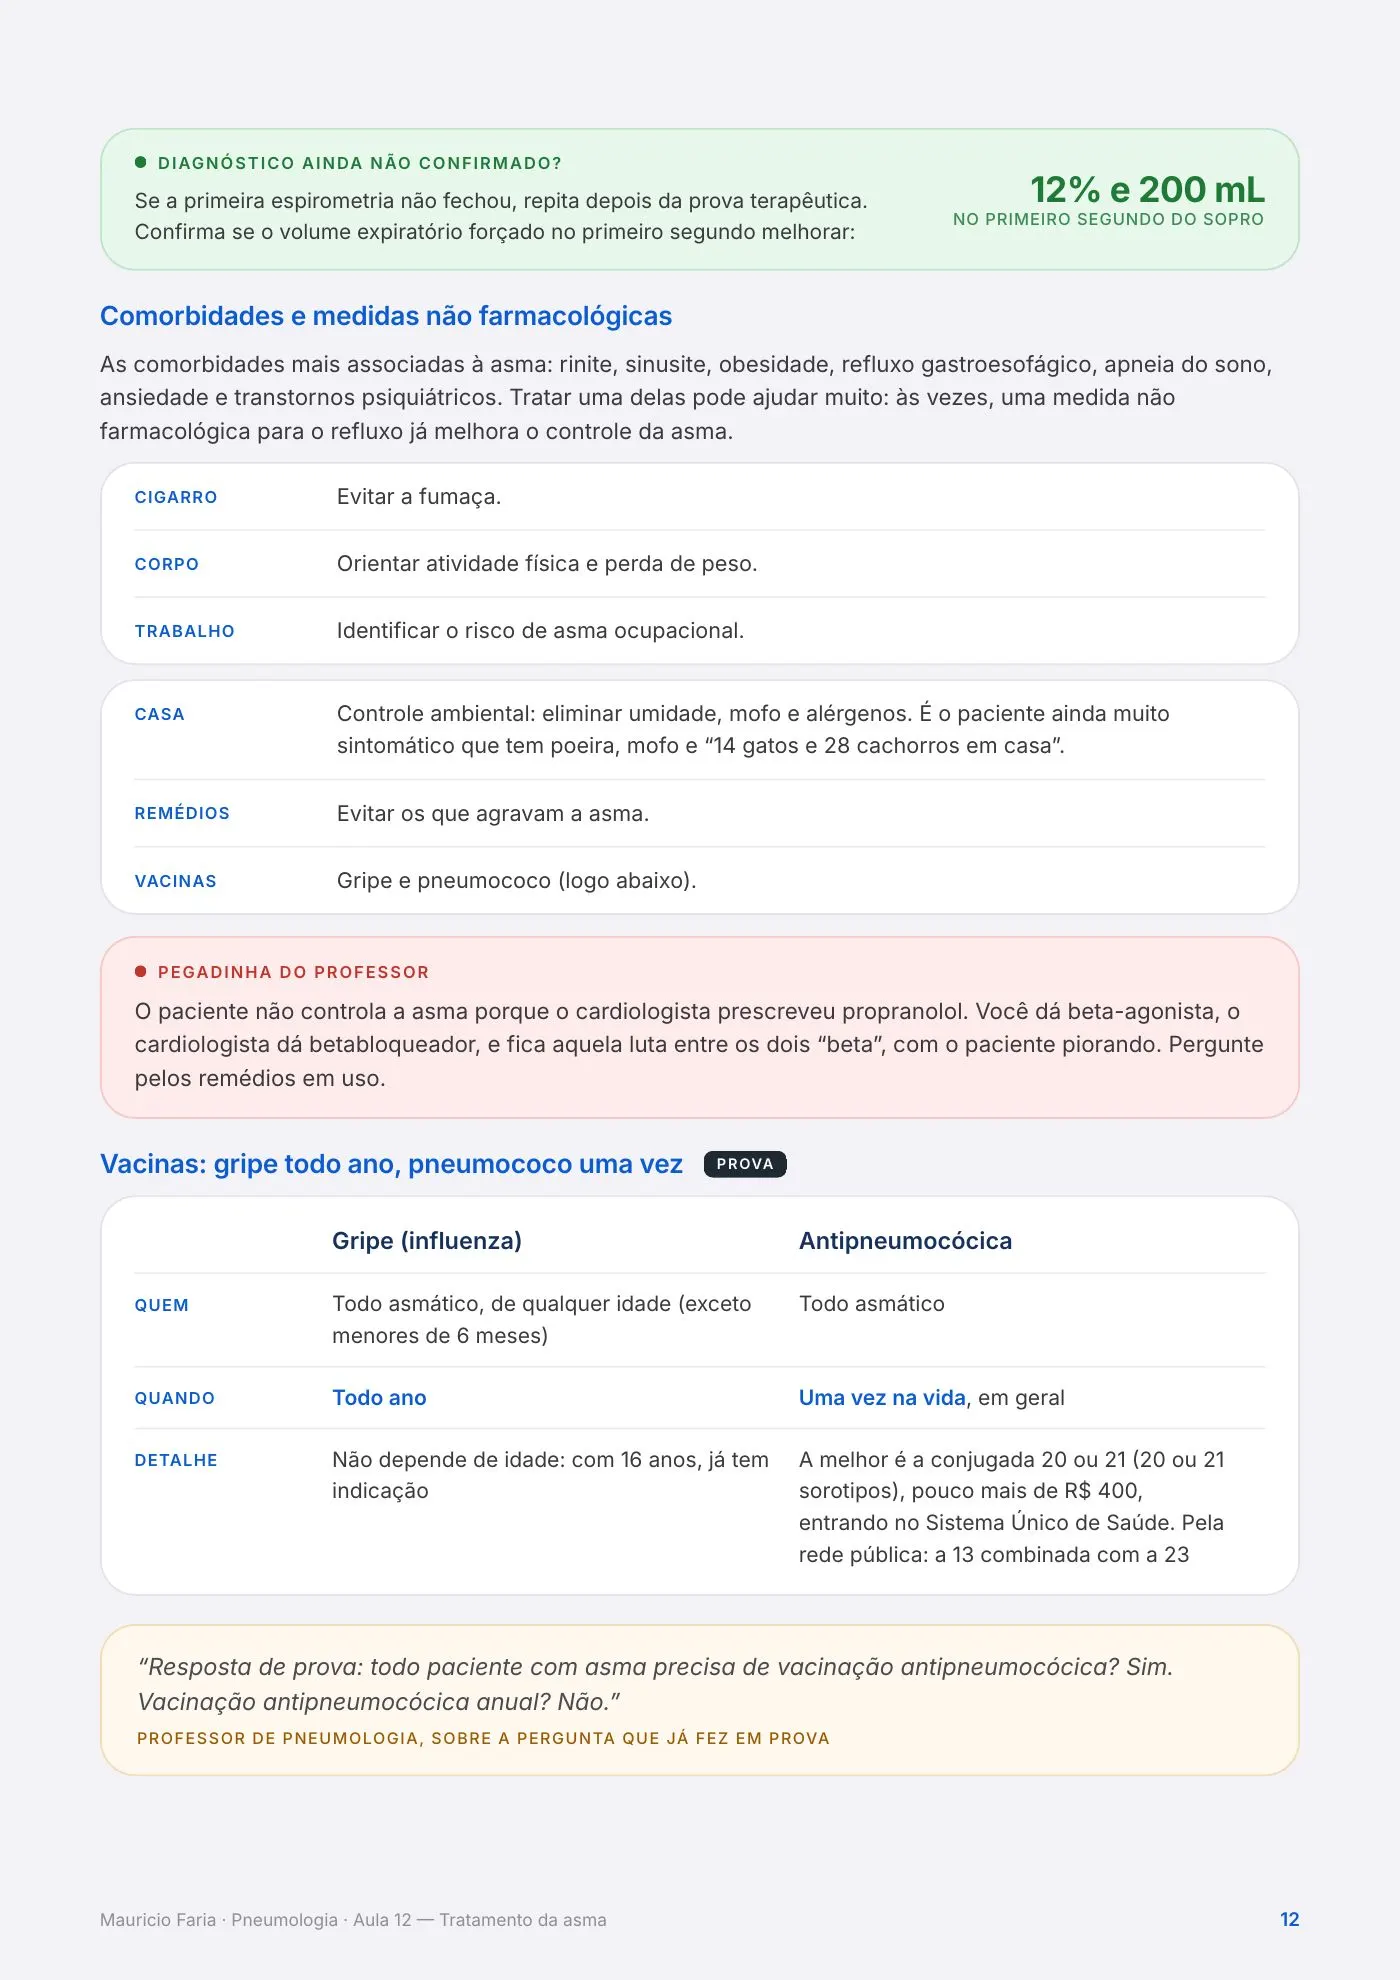 DIAGNÓSTICO AINDA NÃO CONFIRMADO?
Se a primeira espirometria não fechou, repita depois da prova terapêutica.
Confirma se o volume expiratório forçado no primeiro segundo melhorar:
12% e 200 mL
NO PRIMEIRO SEGUNDO DO SOPRO
Comorbidades e medidas não farmacológicas
As comorbidades mais associadas à asma: rinite, sinusite, obesidade, refluxo gastroesofágico, apneia do sono,
ansiedade e transtornos psiquiátricos. Tratar uma delas pode ajudar muito: às vezes, uma medida não
farmacológica para o refluxo já melhora o controle da asma.
CIGARRO Evitar a fumaça.
CORPO Orientar atividade física e perda de peso.
TRABALHO Identificar o risco de asma ocupacional.
CASA Controle ambiental: eliminar umidade, mofo e alérgenos. É o paciente ainda muito
sintomático que tem poeira, mofo e “14 gatos e 28 cachorros em casa”.
REMÉDIOS Evitar os que agravam a asma.
VACINAS Gripe e pneumococo (logo abaixo).
PEGADINHA DO PROFESSOR
O paciente não controla a asma porque o cardiologista prescreveu propranolol. Você dá beta-agonista, o
cardiologista dá betabloqueador, e fica aquela luta entre os dois “beta”, com o paciente piorando. Pergunte
pelos remédios em uso.
Vacinas: gripe todo ano, pneumococo uma vez PROVA
Gripe (influenza) Antipneumocócica
QUEM Todo asmático, de qualquer idade (exceto Todo asmático
menores de 6 meses)
QUANDO Todo ano Uma vez na vida, em geral
DETALHE Não depende de idade: com 16 anos, já tem A melhor é a conjugada 20 ou 21 (20 ou 21
indicação sorotipos), pouco mais de R$ 400,
entrando no Sistema Único de Saúde. Pela
rede pública: a 13 combinada com a 23
“Resposta de prova: todo paciente com asma precisa de vacinação antipneumocócica? Sim.
Vacinação antipneumocócica anual? Não.”
PROFESSOR DE PNEUMOLOGIA, SOBRE A PERGUNTA QUE JÁ FEZ EM PROVA
Mauricio Faria · Pneumologia · Aula 12 — Tratamento da asma 12